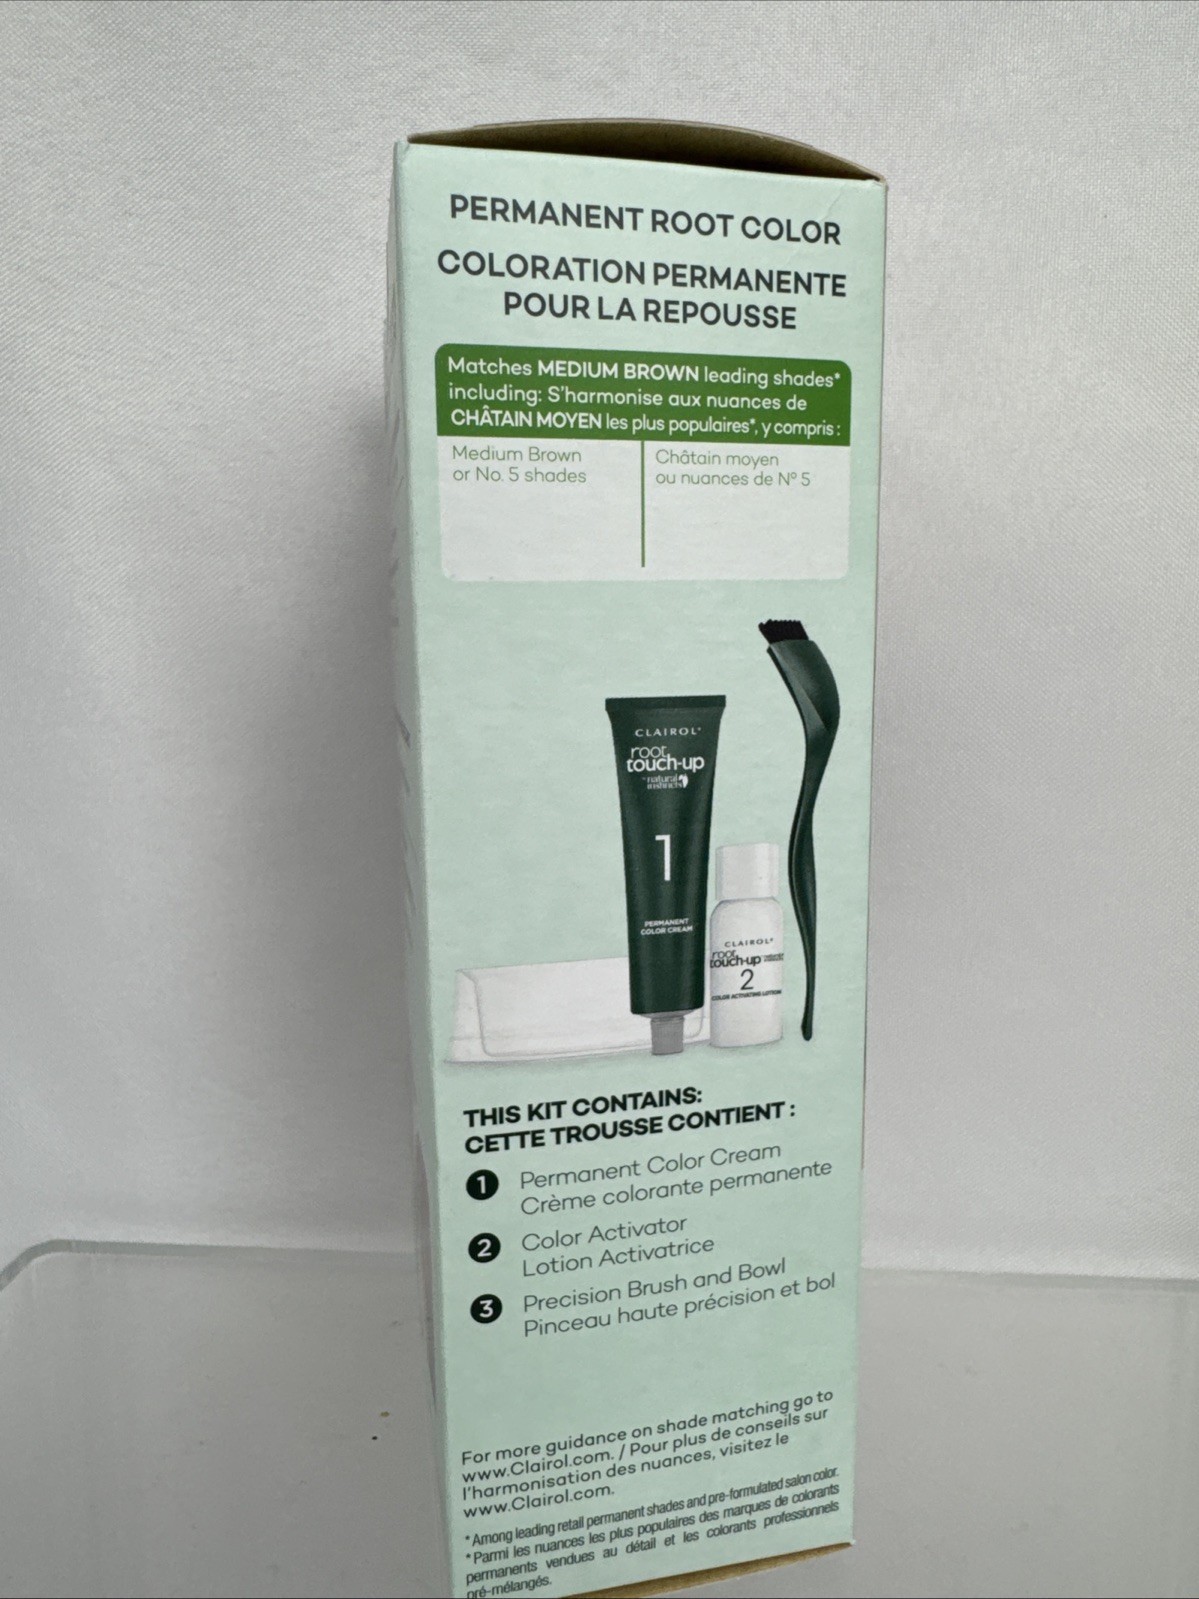 PERMANENT ROOT COLOR
COLORATION PERMANENTE
POUR LA REPOUSSE
Matches MEDIUM BROWN leading shades*
including: S'harmonise aux nuances de
CHÂTAIN MOYEN les plus populaires*, y compris :
Medium Brown
or No. 5 shades
Châtain moyen
ou nuances de Nº 5
CLAIROL®
root
touch-up
natural
instincts
1
PERMANENT
COLOR CREAM
CLAIROL®
root
touch-up
2
COLOR ACTIVATING LOTION
THIS KIT CONTAINS:
CETTE TROUSSE CONTIENT :
1 Permanent Color Cream
Crème colorante permanente
2 Color Activator
Lotion Activatrice
3 Precision Brush and Bowl
Pinceau haute précision et bol
For more guidance on shade matching go to
www.Clairol.com. / Pour plus de conseils sur
l'harmonisation des nuances, visitez le
www.Clairol.com.
*Among leading retail permanent shades and pre-formulated salon color.
*Parmi les nuances les plus populaires des marques de colorants
permanents vendues au détail et les colorants professionnels
pré-mélangés.